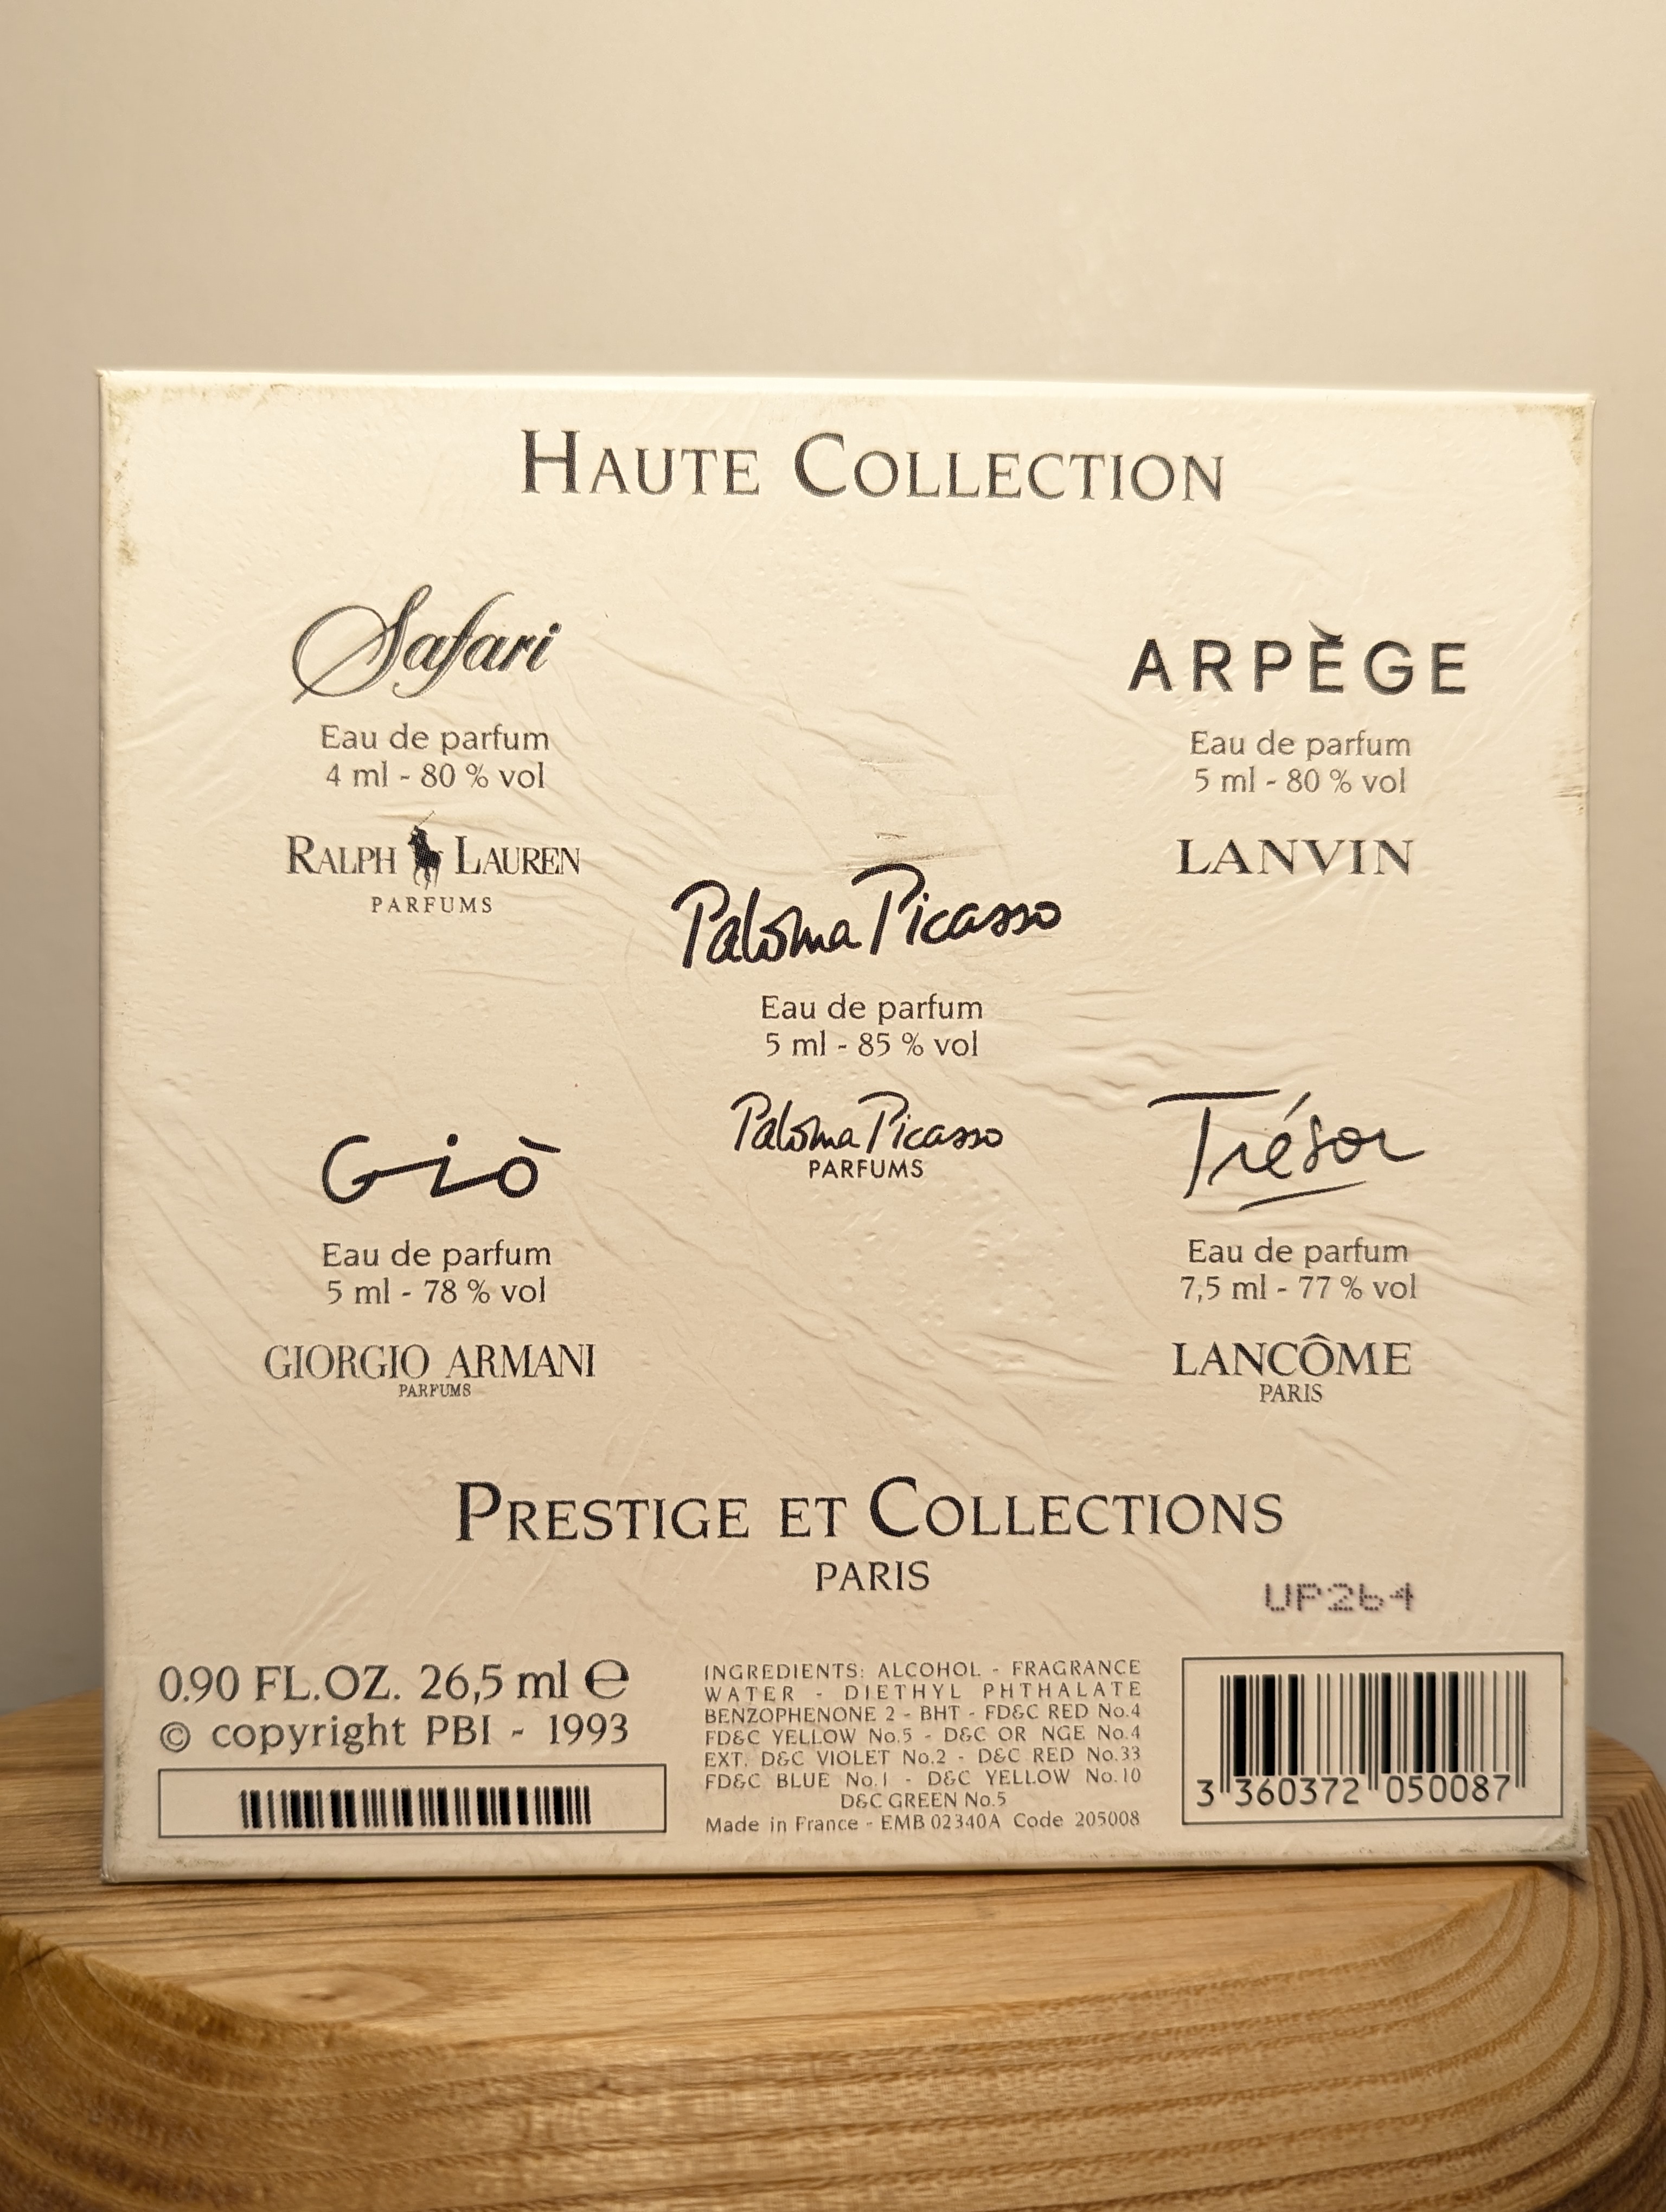 HAUTE COLLECTION
Safari
Eau de parfum
4 ml - 80 % vol
RALPH LAUREN
PARFUMS
ARPÈGE
Eau de parfum
5 ml - 80 % vol
LANVIN
Paloma Picasso
Eau de parfum
5 ml - 85 % vol
Paloma Picasso
PARFUMS
Giò
Eau de parfum
5 ml - 78 % vol
GIORGIO ARMANI
PARFUMS
Trésor
Eau de parfum
7,5 ml - 77 % vol
LANCÔME
PARIS
PRESTIGE ET COLLECTIONS
PARIS
UP264
0.90 FL.OZ. 26,5 ml ℮
© copyright PBI - 1993
INGREDIENTS: ALCOHOL - FRAGRANCE
WATER - DIETHYL PHTHALATE
BENZOPHENONE 2 - BHT - FD&C RED No.4
FD&C YELLOW No.5 - D&C OR NGE No.4
EXT. D&C VIOLET No.2 - D&C RED No.33
FD&C BLUE No.1 - D&C YELLOW No.10
D&C GREEN No.5
Made in France - EMB 02340A Code 205008
3 360372 050087